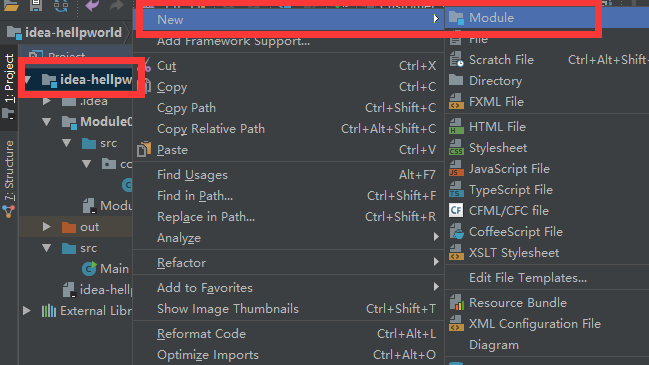 idea-hellpworld
Project
idea-hellpw
.idea
src
Modu
out
src
Main
idea-hellp
External Libr
1: Project
7: Structure
New
Add Framework Support...
Cut Ctrl+X
Copy Ctrl+C
Copy Path Ctrl+Shift+C
Copy Relative Path Ctrl+Alt+Shift+C
Paste Ctrl+V
Find Usages Alt+F7
Find in Path... Ctrl+Shift+F
Replace in Path... Ctrl+Shift+R
Analyze
Refactor
Add to Favorites
Show Image Thumbnails Ctrl+Shift+T
Reformat Code Ctrl+Alt+L
Optimize Imports Ctrl+Alt+O
Module
File
Scratch File Ctrl+Alt+Shift
Directory
FXML File
HTML File
Stylesheet
JavaScript File
TypeScript File
CFML/CFC file
CoffeeScript File
XSLT Stylesheet
Edit File Templates...
Resource Bundle
XML Configuration File
Diagram